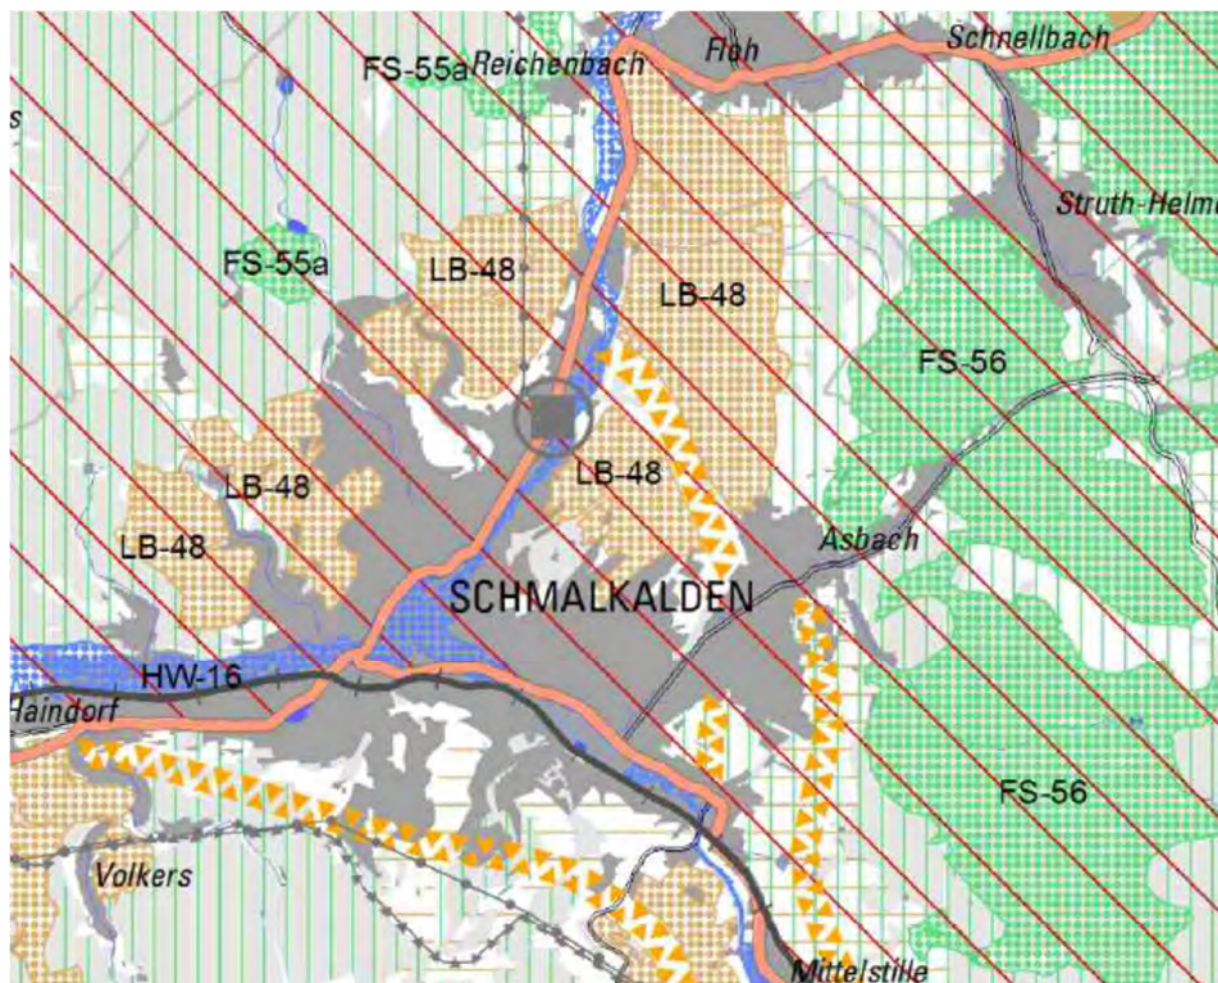 Schnellbach
Floh
FS-55a
Reichenbach
s
Struth-Helm
FS-55a
LB-48
LB-48
FS-56
LB-48
LB-48
LB-48
Asbach
SCHMALKALDEN
HW-16
Haindorf
FS-56
Volkers
Mittelstille